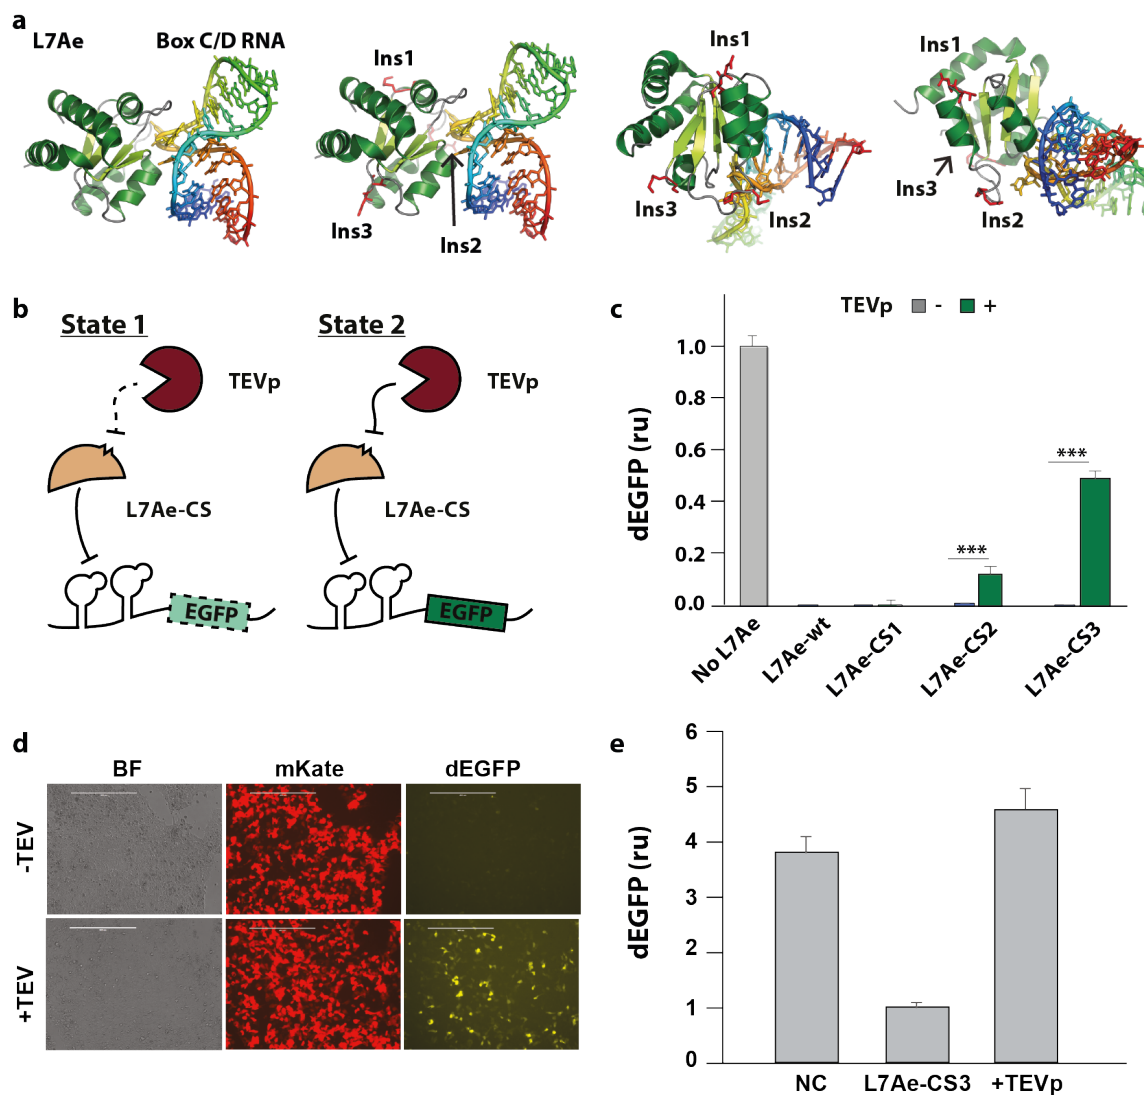 a
L7Ae
Box C/D RNA
Ins1
Ins3
Ins2
Ins1
Ins3
Ins2
Ins1
Ins3
Ins2
b
State 1
State 2
TEVp
TEVp
L7Ae-CS
L7Ae-CS
EGFP
EGFP
c
TEVp - +
dEGFP (ru)
1.0
0.8
0.6
0.4
0.2
0.0
***
***
No L7Ae
L7Ae-wt
L7Ae-CS1
L7Ae-CS2
L7Ae-CS3
d
BF
mKate
dEGFP
-TEV
+TEV
e
dEGFP (ru)
6
5
4
3
2
1
0
NC
L7Ae-CS3
+TEVp